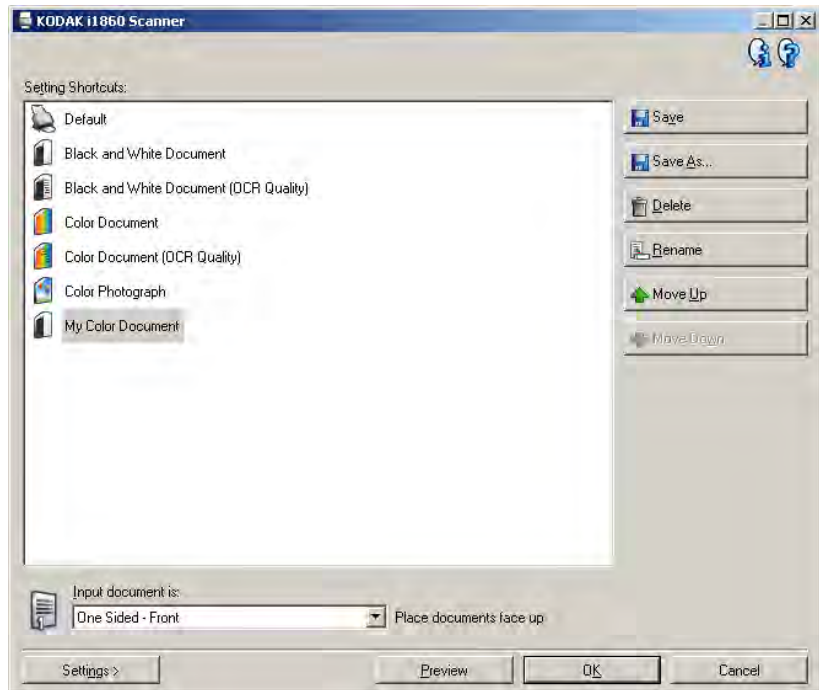 KODAK i1860 Scanner
Setting Shortcuts:
Default
Black and White Document
Black and White Document (OCR Quality)
Color Document
Color Document (OCR Quality)
Color Photograph
My Color Document
Save
Save As...
Delete
Rename
Move Up
Move Down
Input document is:
One Sided - Front
Place documents face up
Settings >
Preview
OK
Cancel